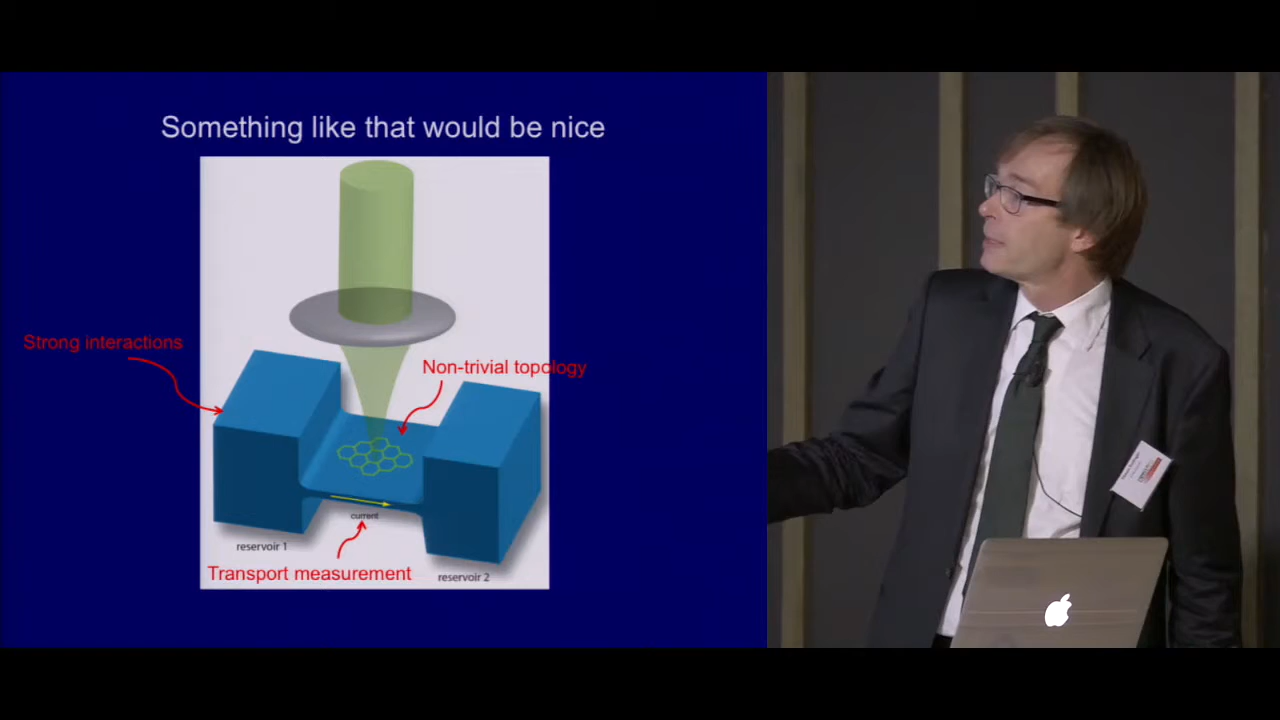 Something like that would be nice
Strong interactions
Non-trivial topology
current
reservoir 1
Transport measurement
reservoir 2